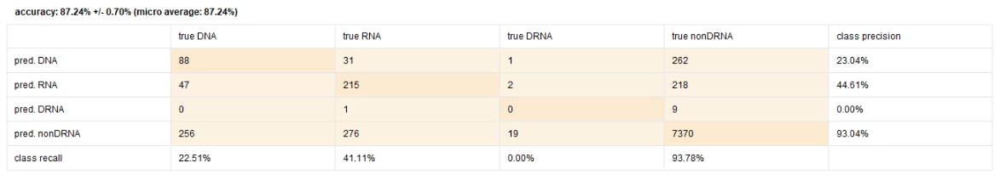 accuracy: 87.24% +/- 0.70% (micro average: 87.24%)
true DNA true RNA true DRNA true nonDRNA class precision
pred. DNA 88 31 1 262 23.04%
pred. RNA 47 215 2 218 44.61%
pred. DRNA 0 1 0 9 0.00%
pred. nonDRNA 256 276 19 7370 93.04%
class recall 22.51% 41.11% 0.00% 93.78%